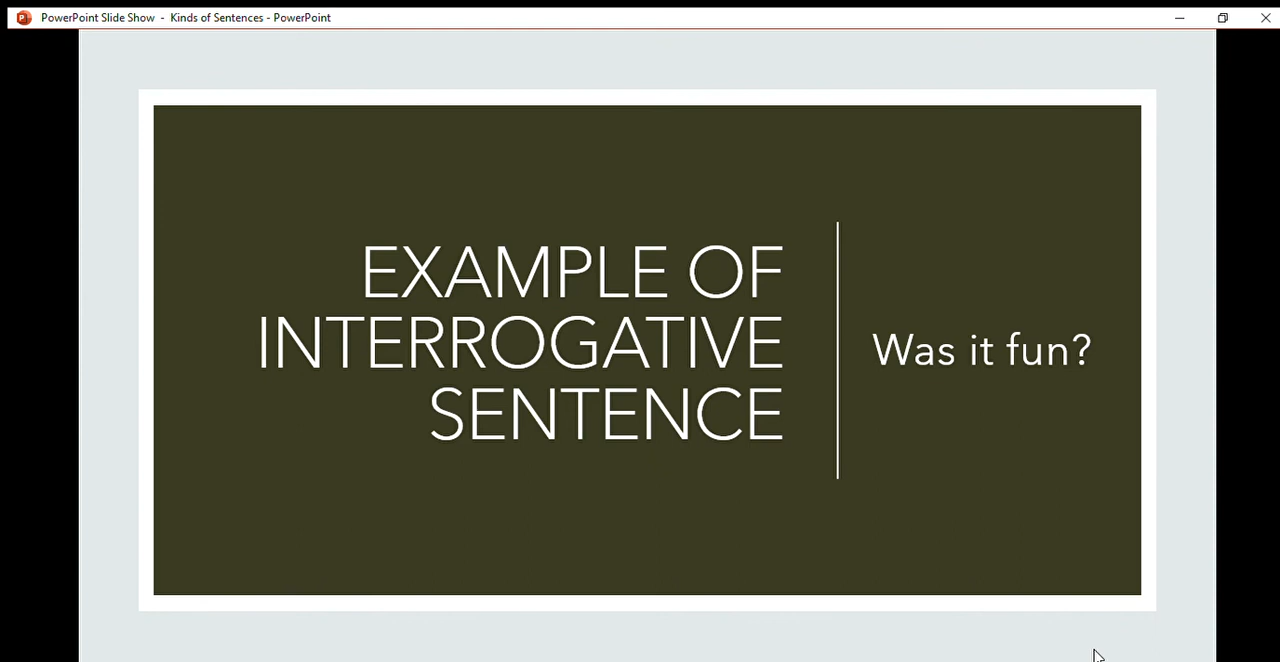 PowerPoint Slide Show - Kinds of Sentences - PowerPoint
EXAMPLE OF
INTERROGATIVE
SENTENCE
Was it fun?